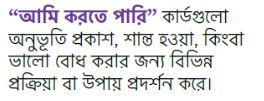 “আমি করতে পারি” কার্ডগুলো
অনুভূতি প্রকাশ, শান্ত হওয়া, কিংবা
ভালো বোধ করার জন্য বিভিন্ন
প্রক্রিয়া বা উপায় প্রদর্শন করে।